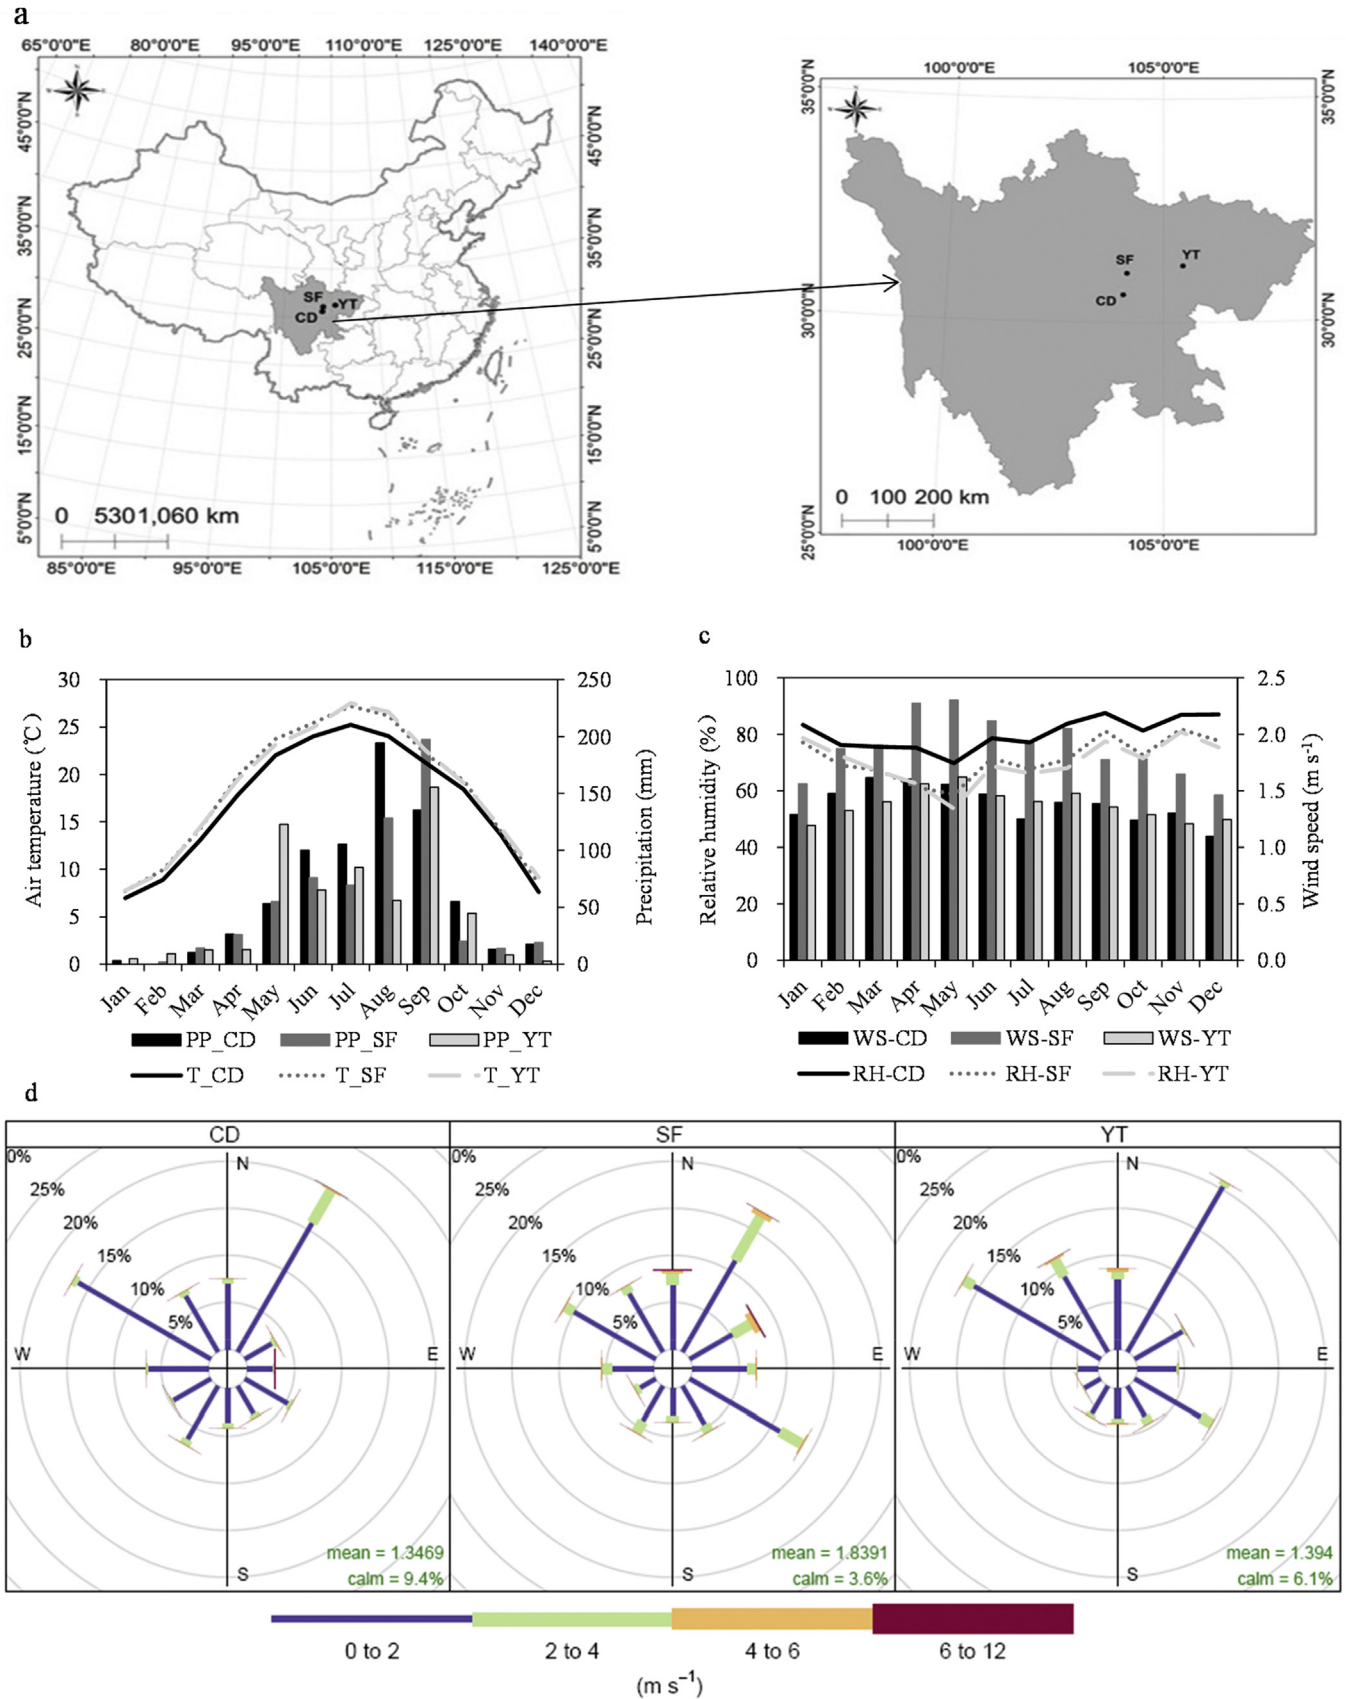 a
65°0'0"E 80°0'0"E 95°0'0"E 110°0'0"E 125°0'0"E 140°0'0"E
45°0'0"N
35°0'0"N
25°0'0"N
15°0'0"N
5°0'0"N
45°0'0"N
35°0'0"N
25°0'0"N
15°0'0"N
5°0'0"N
SF
YT
CD
0 5301,060 km
85°0'0"E 95°0'0"E 105°0'0"E 115°0'0"E 125°0'0"E
100°0'0"E 105°0'0"E
35°0'0"N
30°0'0"N
25°0'0"N
35°0'0"N
30°0'0"N
SF
YT
CD
0 100 200 km
100°0'0"E 105°0'0"E
b
Air temperature (℃)
30
25
20
15
10
5
0
250
200
150
100
50
0
Precipitation (mm)
Jan Feb Mar Apr May Jun Jul Aug Sep Oct Nov Dec
PP_CD PP_SF PP_YT
T_CD T_SF T_YT
c
Relative humidity (%)
100
80
60
40
20
0
2.5
2.0
1.5
1.0
0.5
0.0
Wind speed (m s-1)
Jan Feb Mar Apr May Jun Jul Aug Sep Oct Nov Dec
WS-CD WS-SF WS-YT
RH-CD RH-SF RH-YT
d
CD
0%
25%
20%
15%
10%
5%
N
W
E
S
mean = 1.3469
calm = 9.4%
SF
0%
25%
20%
15%
10%
5%
N
W
E
S
mean = 1.8391
calm = 3.6%
YT
0%
25%
20%
15%
10%
5%
N
W
E
S
mean = 1.394
calm = 6.1%
0 to 2 2 to 4 4 to 6 6 to 12
(m s−1)